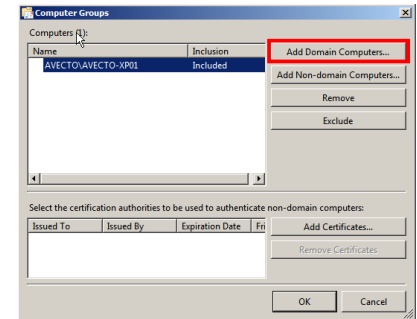 Computer Groups
Computers (1):
Name Inclusion
AVECTO\AVECTO-XP01 Included
Add Domain Computers...
Add Non-domain Computers...
Remove
Exclude
Select the certification authorities to be used to authenticate non-domain computers:
Issued To Issued By Expiration Date Fri
Add Certificates...
Remove Certificates
OK Cancel